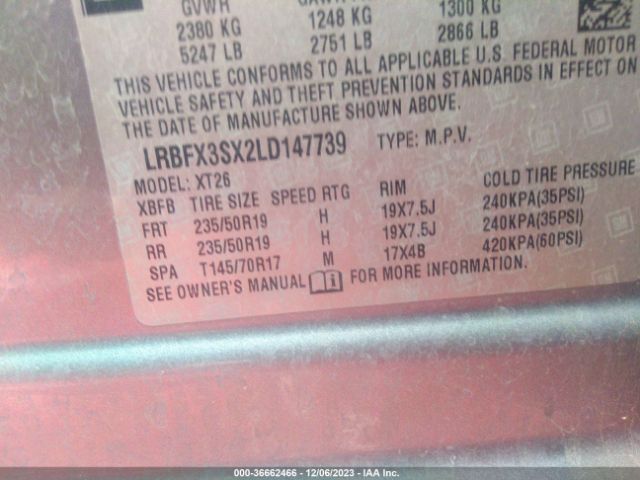 GVWR
2380 KG 1248 KG 1300 KG
5247 LB 2751 LB 2866 LB
THIS VEHICLE CONFORMS TO ALL APPLICABLE U.S. FEDERAL MOTOR
VEHICLE SAFETY AND THEFT PREVENTION STANDARDS IN EFFECT ON
THE DATE OF MANUFACTURE SHOWN ABOVE.
LRBFX3SX2LD147739 TYPE: M.P.V.
MODEL: XT26
XBFB TIRE SIZE SPEED RTG RIM COLD TIRE PRESSURE
FRT 235/50R19 H 19X7.5J 240KPA(35PSI)
RR 235/50R19 H 19X7.5J 240KPA(35PSI)
SPA T145/70R17 M 17X4B 420KPA(60PSI)
SEE OWNER'S MANUAL FOR MORE INFORMATION.
000-36662466 - 12/06/2023 - IAA Inc.